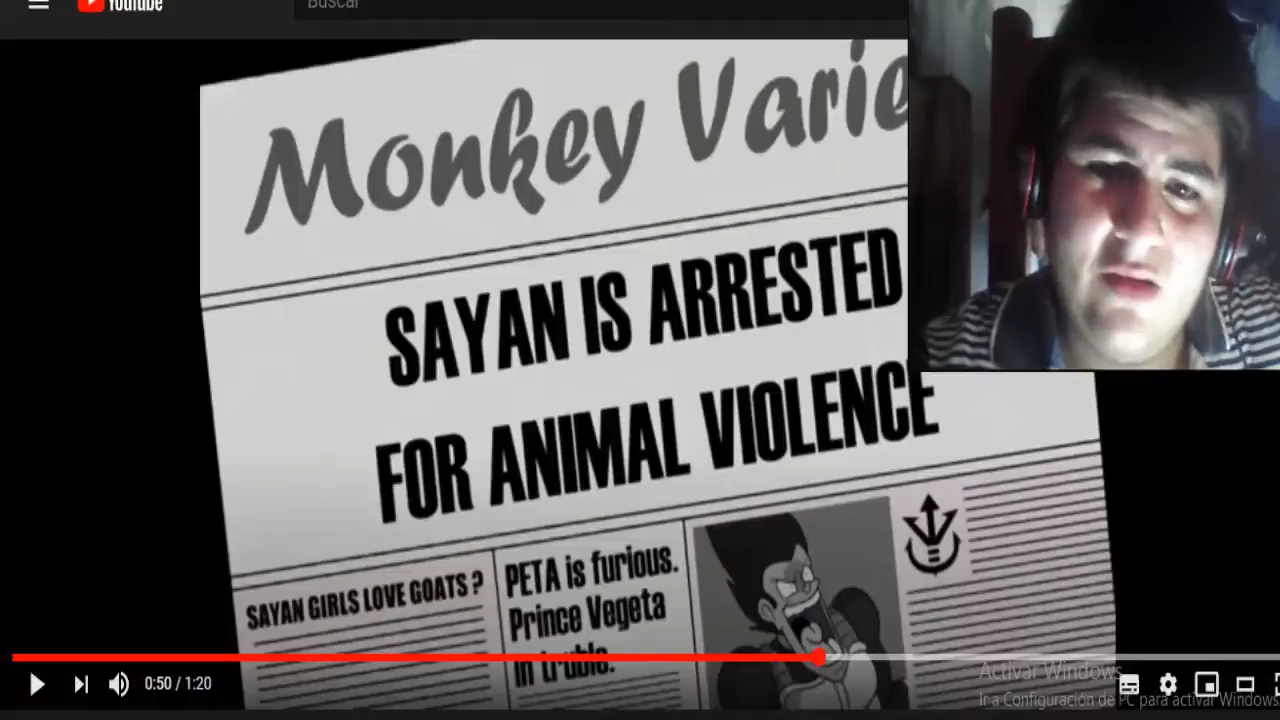 YouTube
Buscar
Monkey Varie
SAYAN IS ARRESTED
FOR ANIMAL VIOLENCE
SAYAN GIRLS LOVE GOATS ?
PETA is furious.
Prince Vegeta
in truble.
0:50 / 1:20
Activar Windows
Ir a Configuración de PC para activar Windows